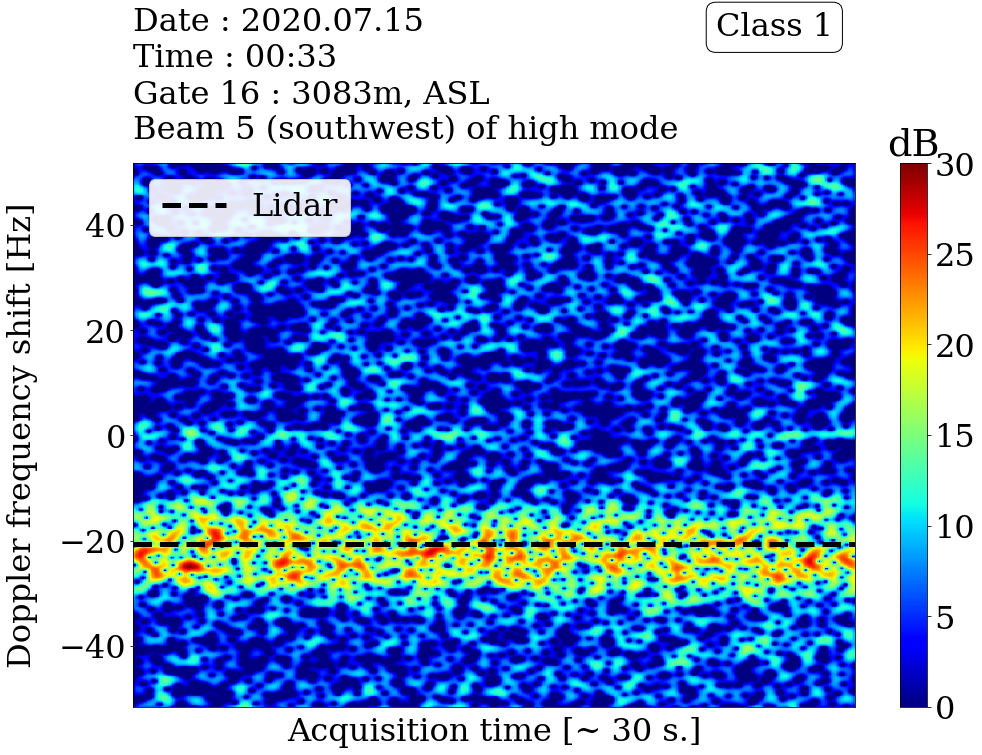 Date : 2020.07.15
Time : 00:33
Gate 16 : 3083m, ASL
Beam 5 (southwest) of high mode
Class 1
dB
Lidar
Doppler frequency shift [Hz]
40
20
0
−20
−40
Acquisition time [~ 30 s.]
30
25
20
15
10
5
0